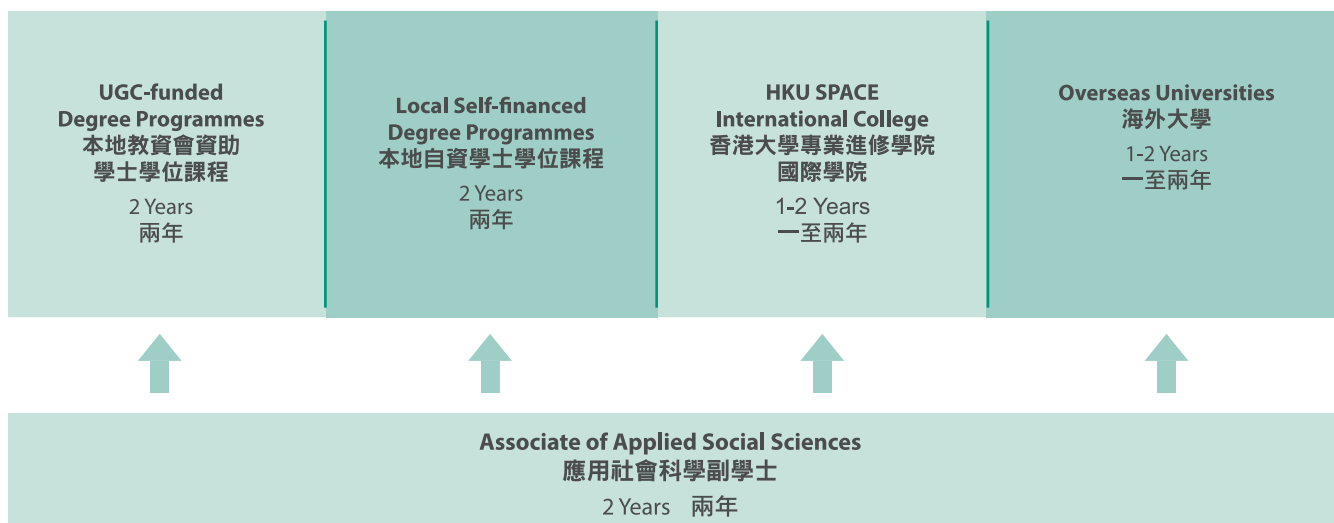 UGC-funded
Degree Programmes
本地教資會資助
學士學位課程
2 Years
兩年
Local Self-financed
Degree Programmes
本地自資學士學位課程
2 Years
兩年
HKU SPACE
International College
香港大學專業進修學院
國際學院
1-2 Years
一至兩年
Overseas Universities
海外大學
1-2 Years
一至兩年
Associate of Applied Social Sciences
應用社會科學副學士
2 Years 兩年